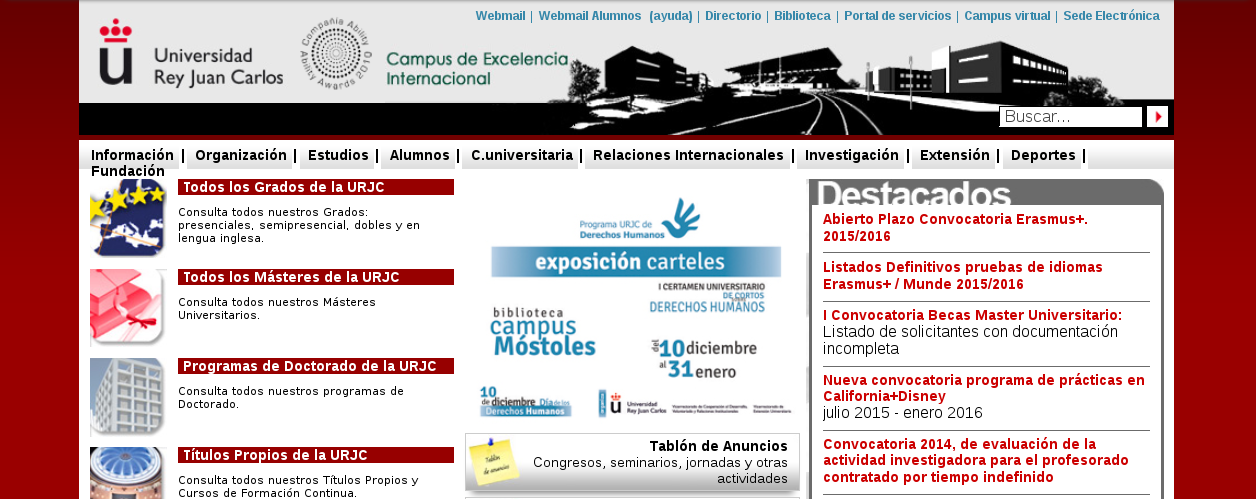 Webmail | Webmail Alumnos (ayuda) | Directorio | Biblioteca | Portal de servicios | Campus virtual | Sede Electrónica
Universidad
Rey Juan Carlos
Compañía Ability
Ability Awards 2010
Campus de Excelencia
Internacional
Buscar...
Información | Organización | Estudios | Alumnos | C.universitaria | Relaciones Internacionales | Investigación | Extensión | Deportes |
Fundación
Todos los Grados de la URJC
Consulta todos nuestros Grados:
presenciales, semipresencial, dobles y en
lengua inglesa.
Todos los Másteres de la URJC
Consulta todos nuestros Másteres
Universitarios.
Programas de Doctorado de la URJC
Consulta todos nuestros programas de
Doctorado.
Títulos Propios de la URJC
Consulta todos nuestros Títulos Propios y
Cursos de Formación Continua.
Programa URJC de
Derechos Humanos
exposición carteles
I CERTAMEN UNIVERSITARIO
DE CORTOS
DERECHOS HUMANOS
biblioteca
campus
Móstoles
del 10 diciembre
al 31 enero
10 de diciembre Día de los
Derechos Humanos
Universidad
Rey Juan Carlos
Tablón
de anuncios
Tablón de Anuncios
Congresos, seminarios, jornadas y otras
actividades
Destacados
Abierto Plazo Convocatoria Erasmus+.
2015/2016
Listados Definitivos pruebas de idiomas
Erasmus+ / Munde 2015/2016
I Convocatoria Becas Master Universitario:
Listado de solicitantes con documentación
incompleta
Nueva convocatoria programa de prácticas en
California+Disney
julio 2015 - enero 2016
Convocatoria 2014, de evaluación de la
actividad investigadora para el profesorado
contratado por tiempo indefinido